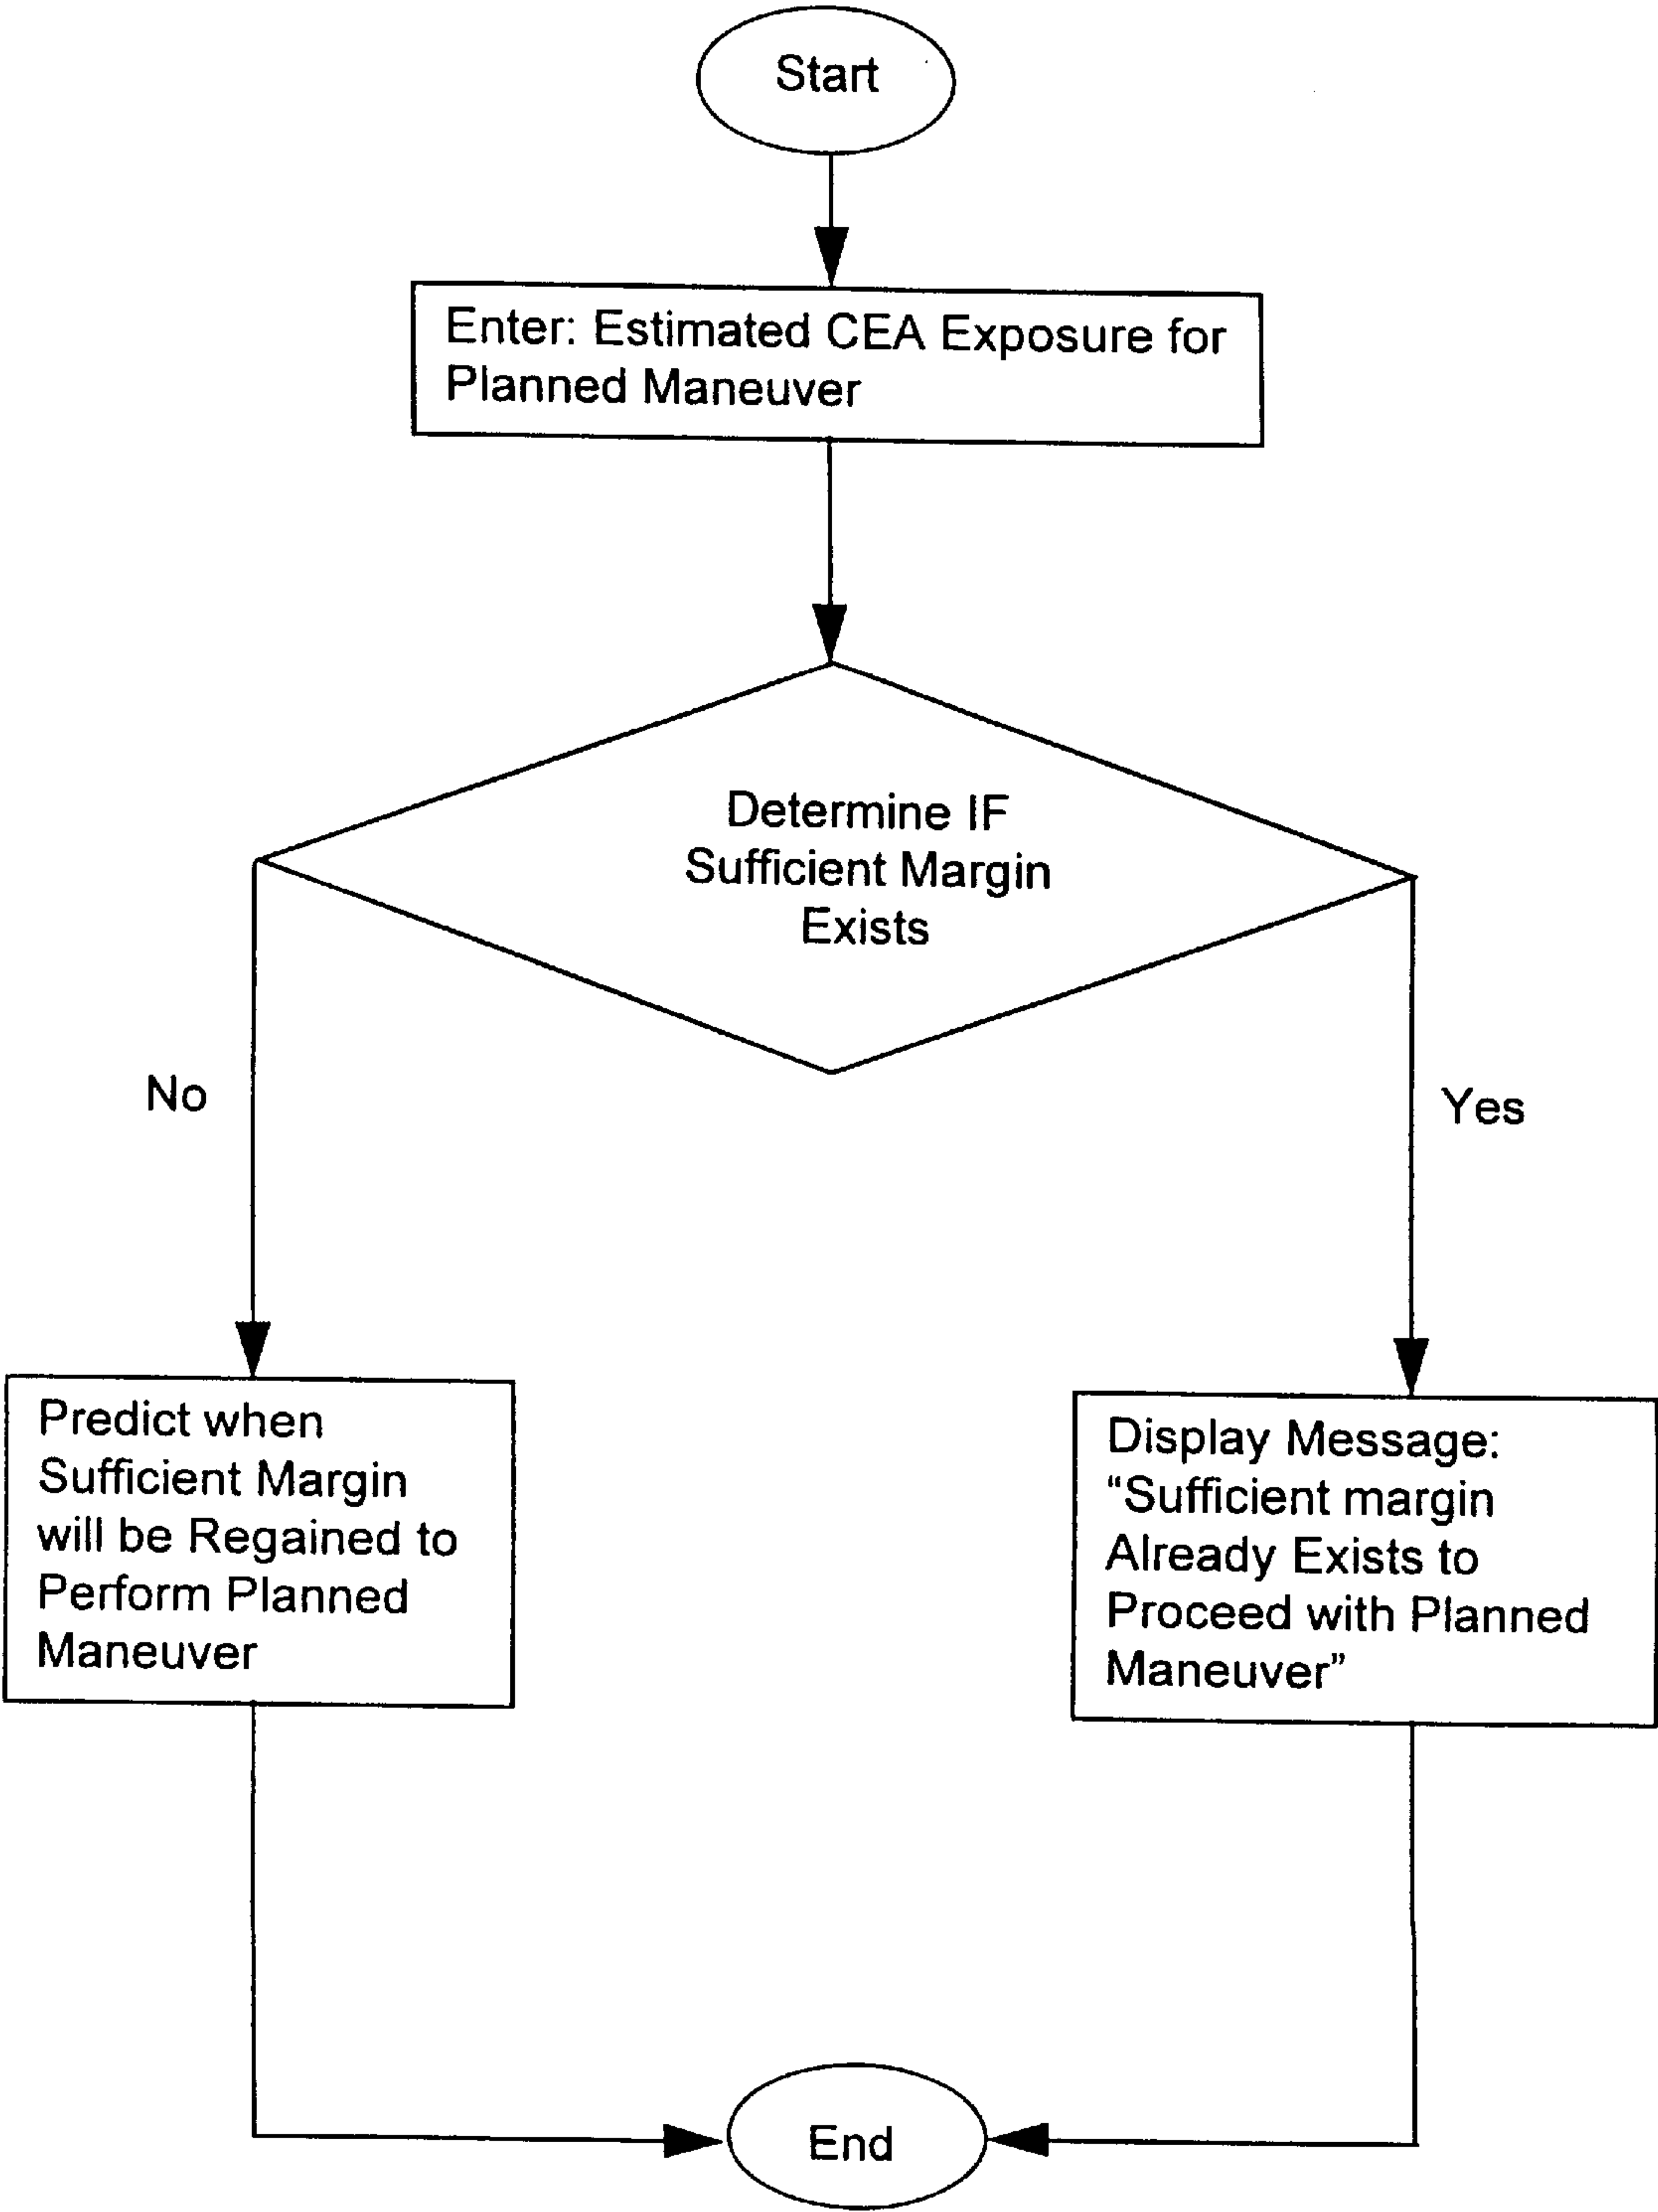 Start
Enter: Estimated CEA Exposure for
Planned Maneuver
Determine IF
Sufficient Margin
Exists
No
Yes
Predict when
Sufficient Margin
will be Regained to
Perform Planned
Maneuver
Display Message:
“Sufficient margin
Already Exists to
Proceed with Planned
Maneuver”
End